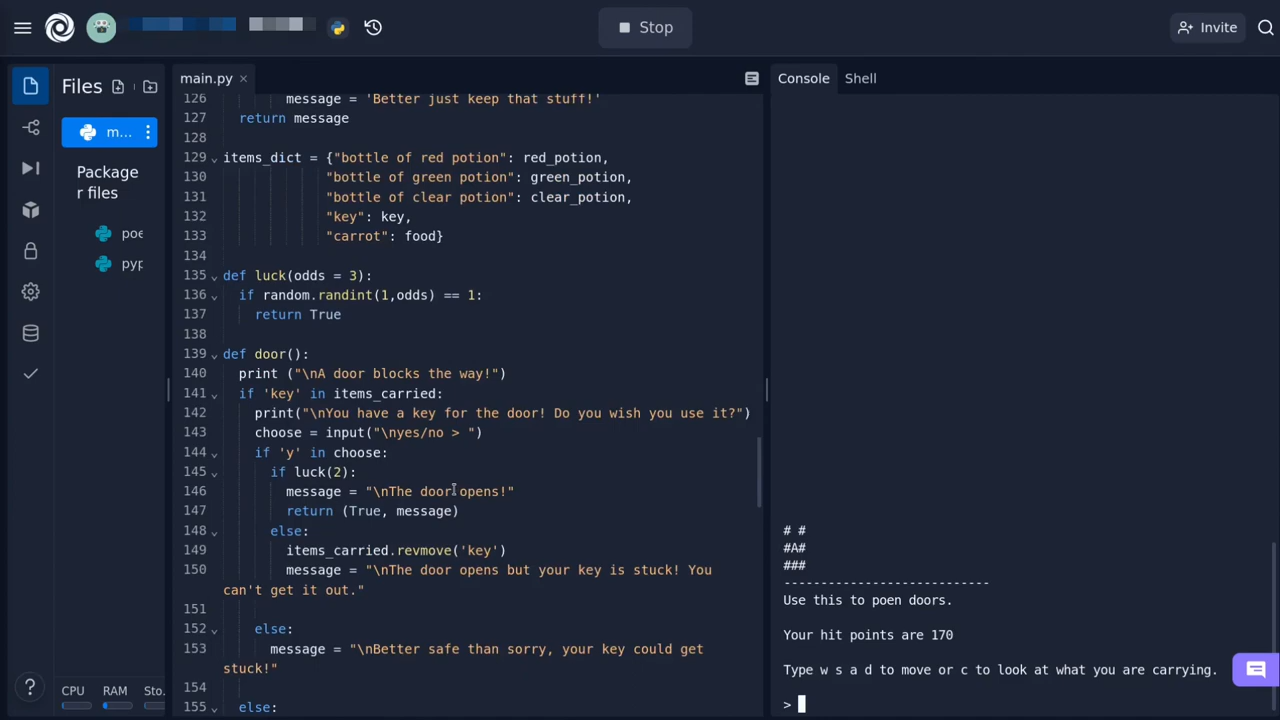 Stop
Invite
Files
main.py
Console
Shell
m...
Package
r files
poe
pyp
126 message = 'Better just keep that stuff!'
127 return message
128
129 items_dict = {"bottle of red potion": red_potion,
130 "bottle of green potion": green_potion,
131 "bottle of clear potion": clear_potion,
132 "key": key,
133 "carrot": food}
134
135 def luck(odds = 3):
136 if random.randint(1,odds) == 1:
137 return True
138
139 def door():
140 print ("\nA door blocks the way!")
141 if 'key' in items_carried:
142 print("\nYou have a key for the door! Do you wish you use it?")
143 choose = input("\nyes/no > ")
144 if 'y' in choose:
145 if luck(2):
146 message = "\nThe door opens!"
147 return (True, message)
148 else:
149 items_carried.revmove('key')
150 message = "\nThe door opens but your key is stuck! You
can't get it out."
151
152 else:
153 message = "\nBetter safe than sorry, your key could get
stuck!"
154
155 else:
# #
#A#
###
----------------------------
Use this to poen doors.
Your hit points are 170
Type w s a d to move or c to look at what you are carrying.
>
?
CPU
RAM
Sto.